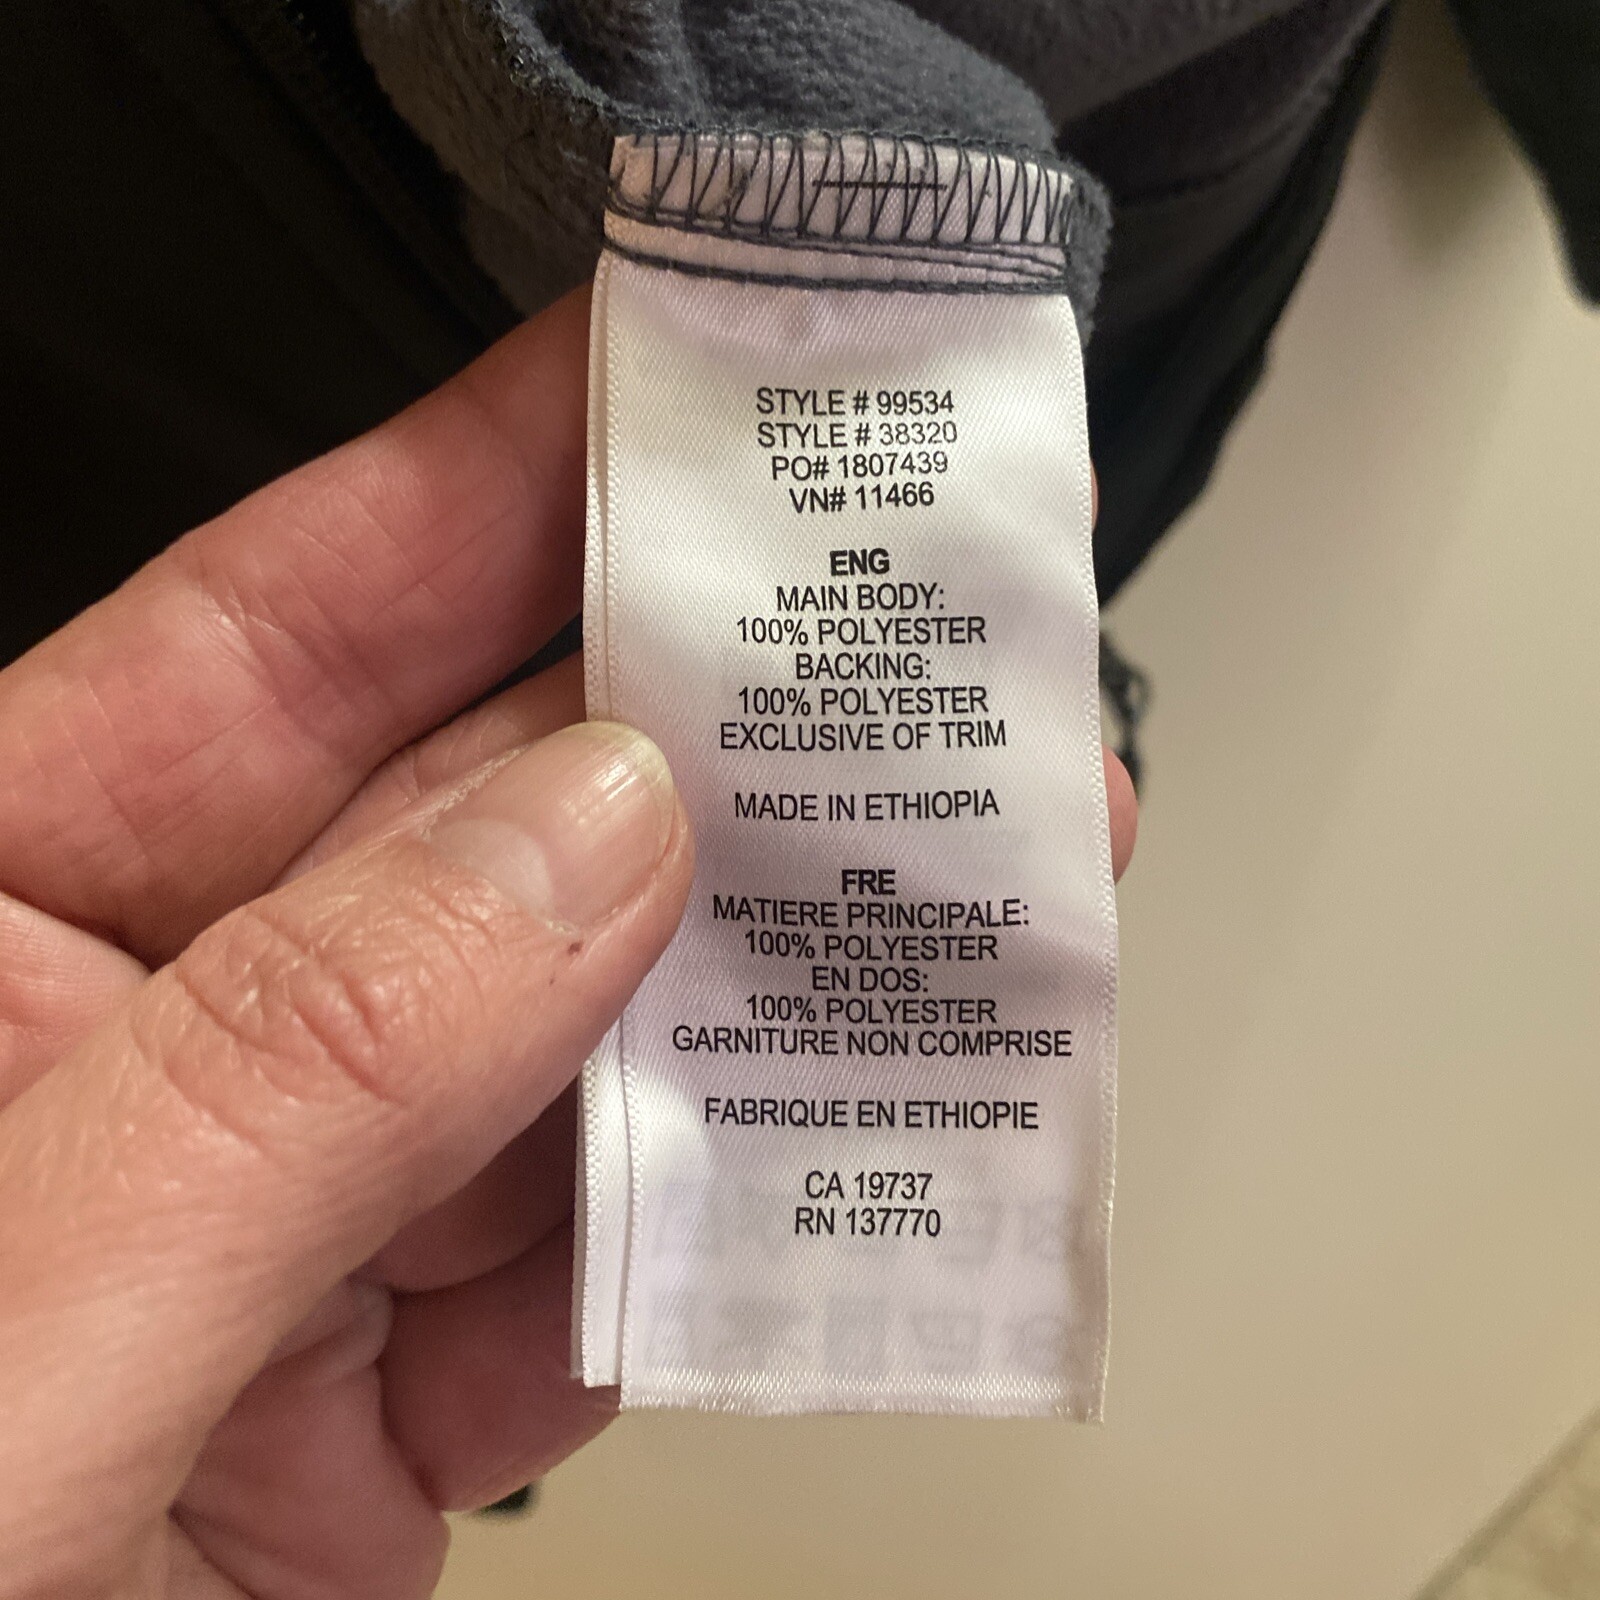 STYLE # 99534
STYLE # 38320
PO# 1807439
VN# 11466
ENG
MAIN BODY:
100% POLYESTER
BACKING:
100% POLYESTER
EXCLUSIVE OF TRIM
MADE IN ETHIOPIA
FRE
MATIERE PRINCIPALE:
100% POLYESTER
EN DOS:
100% POLYESTER
GARNITURE NON COMPRISE
FABRIQUE EN ETHIOPIE
CA 19737
RN 137770